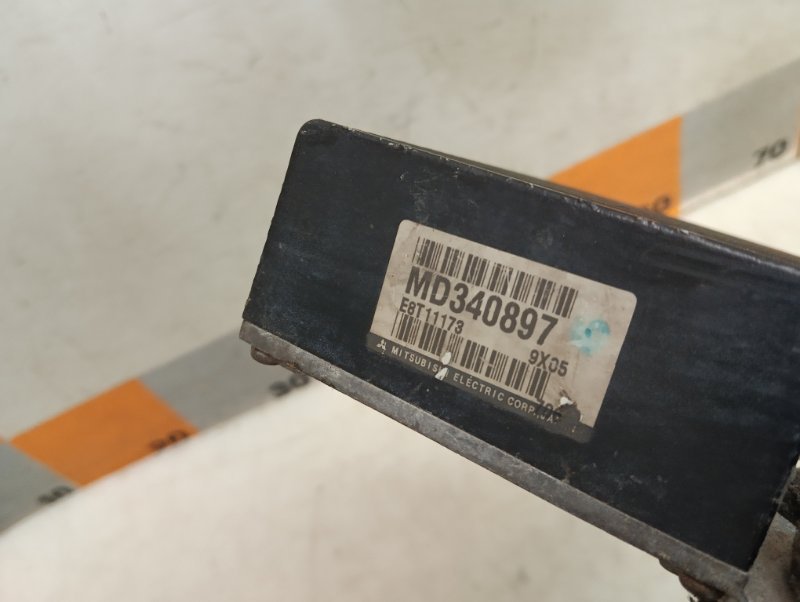 MD340897
E8T11173
9X05
MITSUBISHI ELECTRIC CORP.
70